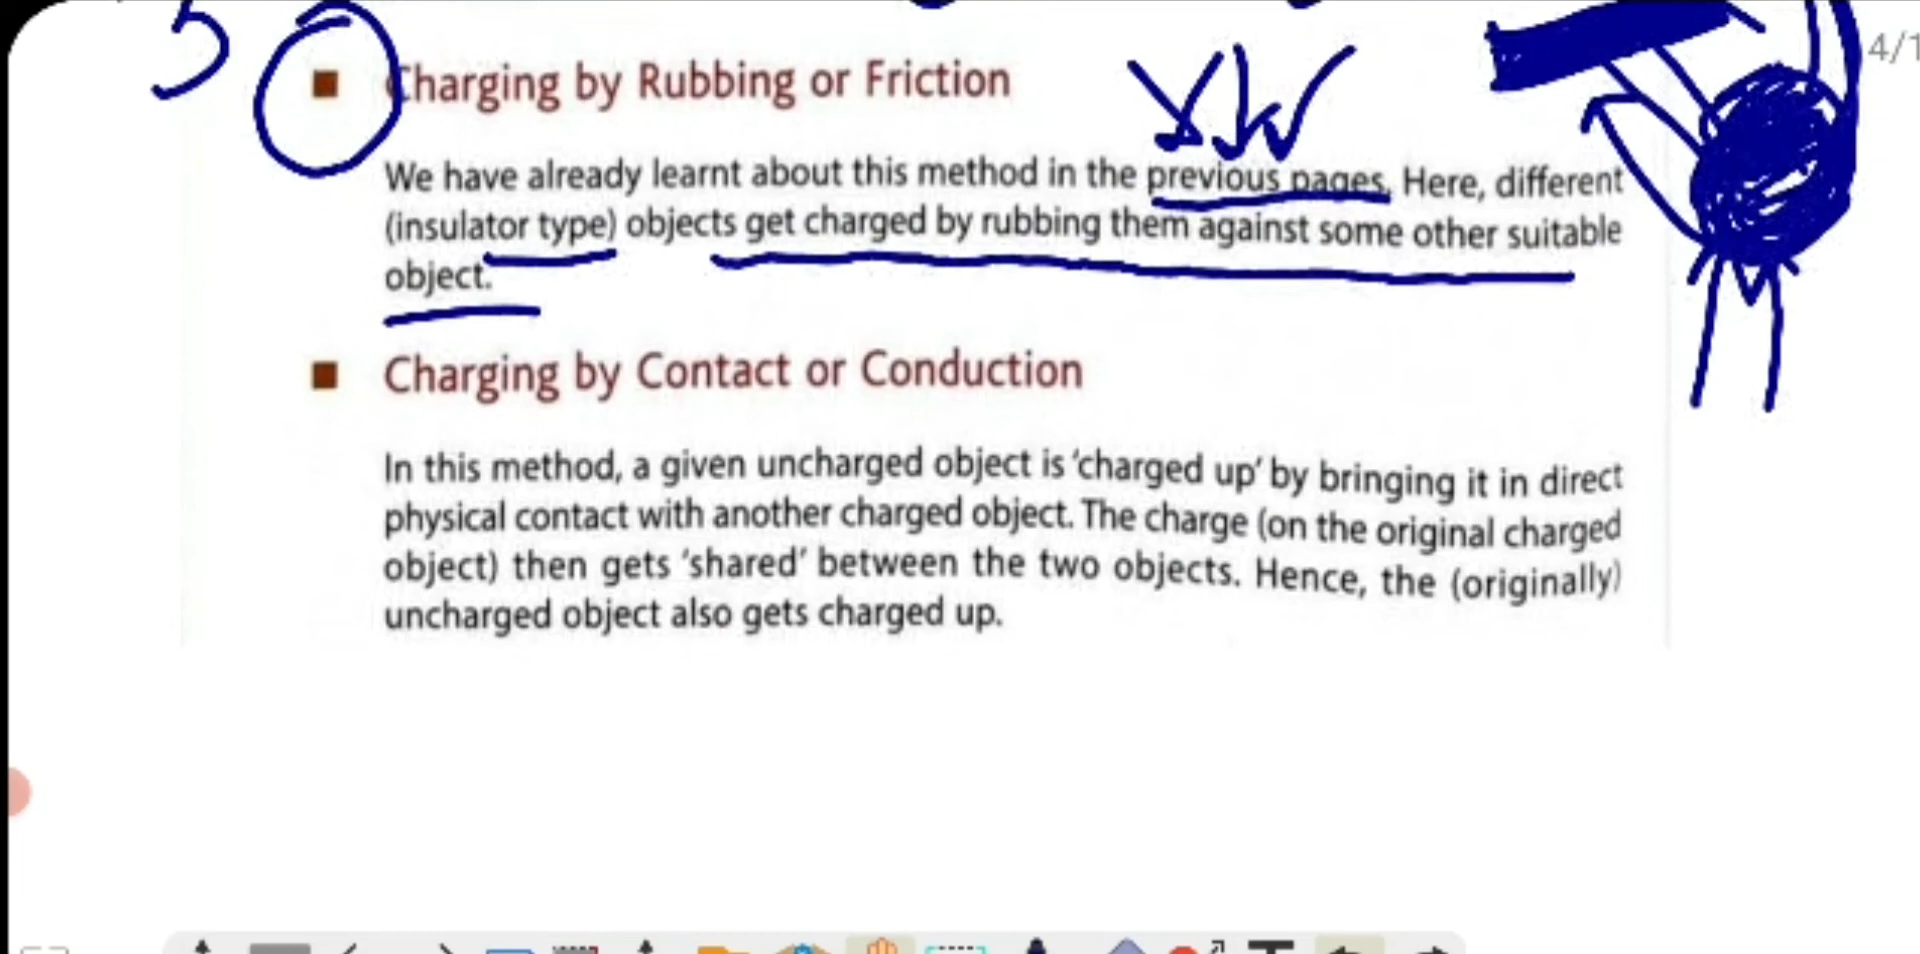 4/1
Charging by Rubbing or Friction
We have already learnt about this method in the previous pages. Here, different
(insulator type) objects get charged by rubbing them against some other suitable
object.
Charging by Contact or Conduction
In this method, a given uncharged object is ‘charged up’ by bringing it in direct
physical contact with another charged object. The charge (on the original charged
object) then gets ‘shared’ between the two objects. Hence, the (originally)
uncharged object also gets charged up.